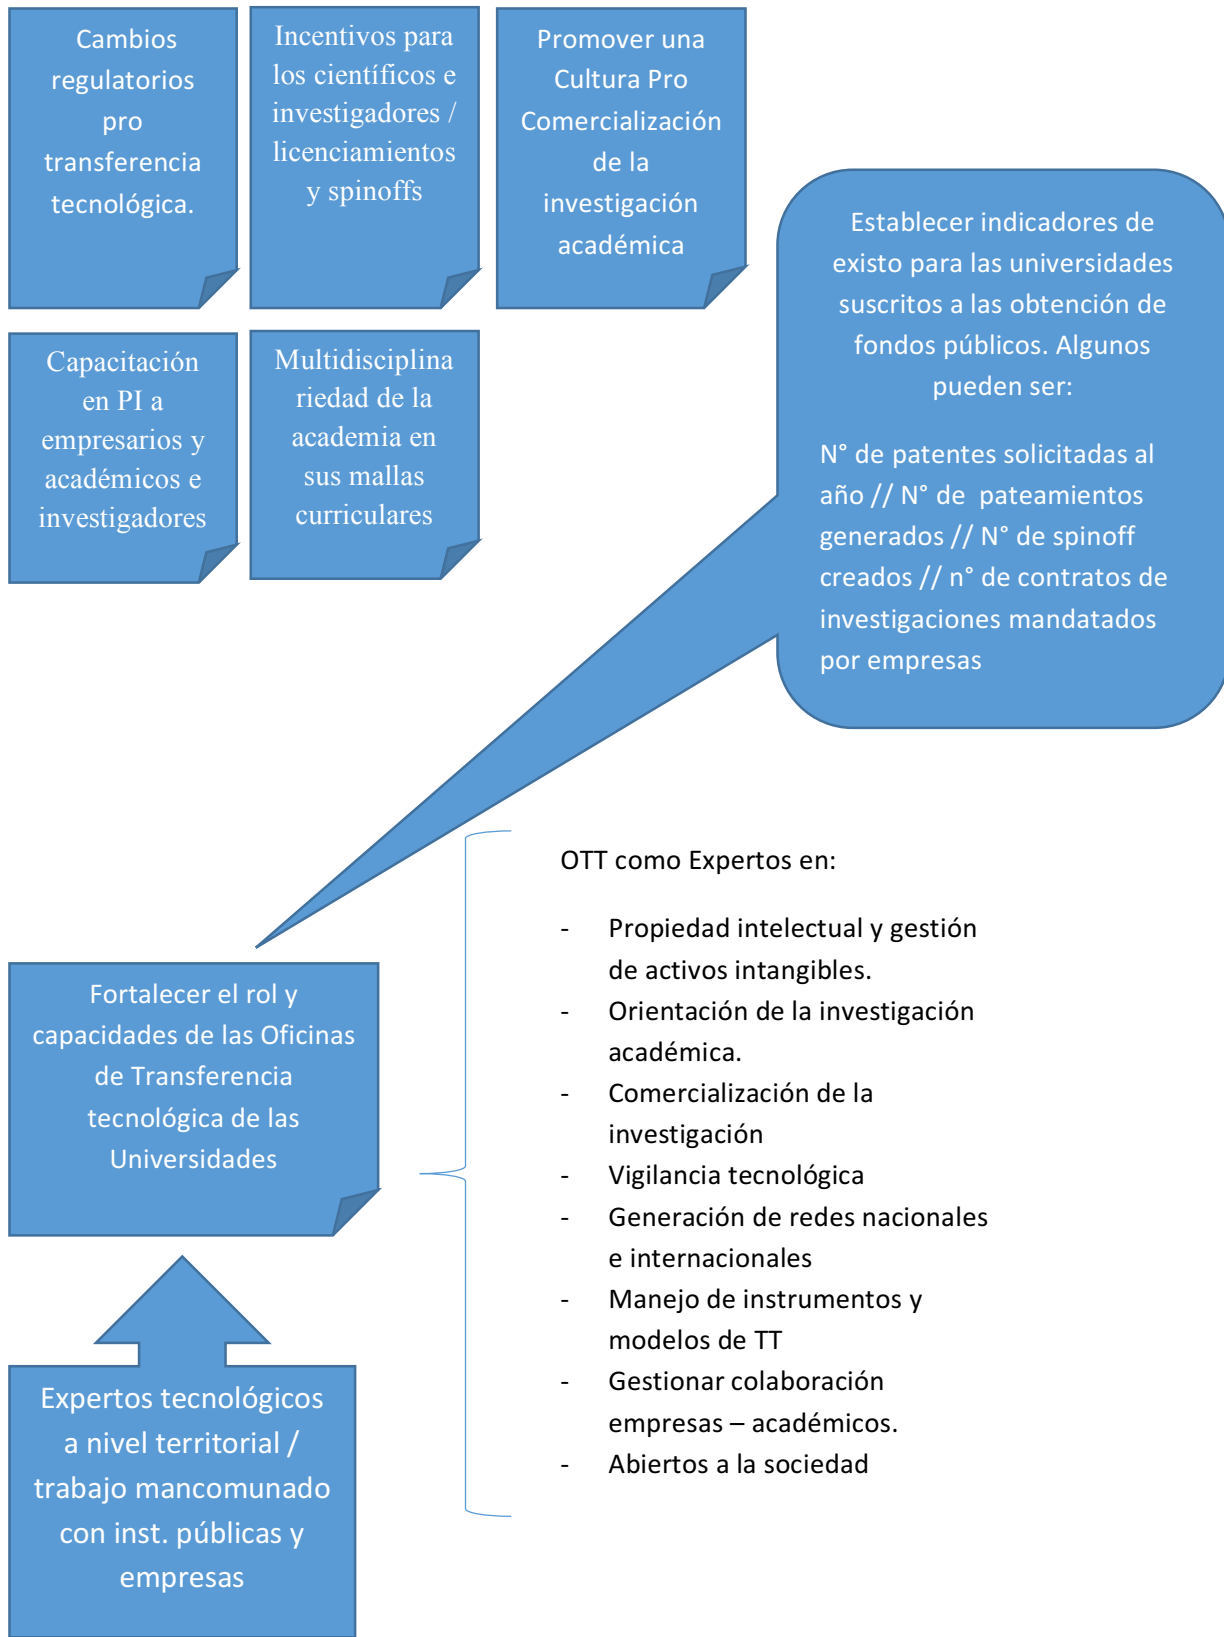 Cambios
regulatorios
pro
transferencia
tecnológica.
Incentivos para
los científicos e
investigadores /
licenciamientos
y spinoffs
Promover una
Cultura Pro
Comercialización
de la
investigación
académica
Capacitación
en PI a
empresarios y
académicos e
investigadores
Multidisciplina
riedad de la
academia en
sus mallas
curriculares
Establecer indicadores de
existo para las universidades
suscritos a las obtención de
fondos públicos. Algunos
pueden ser:
N° de patentes solicitadas al
año // N° de  pateamientos
generados // N° de spinoff
creados // n° de contratos de
investigaciones mandatados
por empresas
Fortalecer el rol y
capacidades de las Oficinas
de Transferencia
tecnológica de las
Universidades
Expertos tecnológicos
a nivel territorial /
trabajo mancomunado
con inst. públicas y
empresas
OTT como Expertos en:
- Propiedad intelectual y gestión
de activos intangibles.
- Orientación de la investigación
académica.
- Comercialización de la
investigación
- Vigilancia tecnológica
- Generación de redes nacionales
e internacionales
- Manejo de instrumentos y
modelos de TT
- Gestionar colaboración
empresas – académicos.
- Abiertos a la sociedad